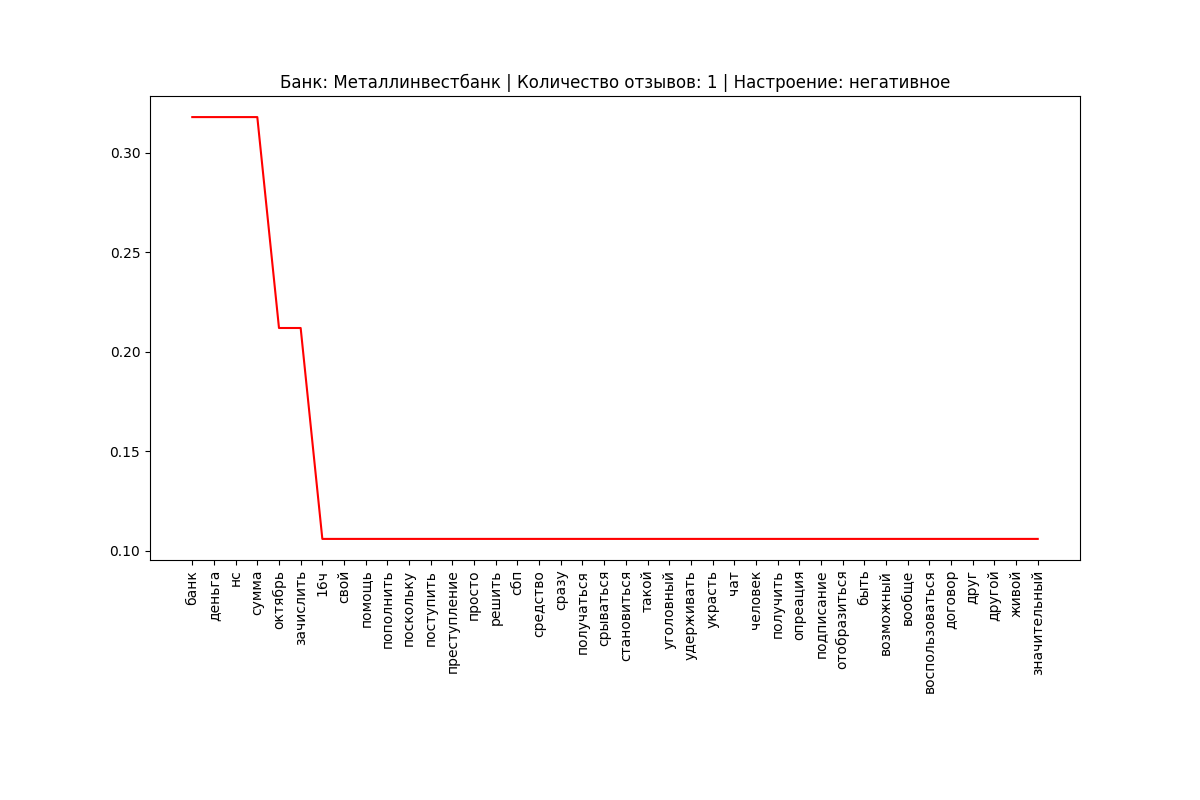 Банк: Металлинвестбанк | Количество отзывов: 1 | Настроение: негативное
0.30
0.25
0.20
0.15
0.10
банк
деньга
нс
сумма
октябрь
зачислить
16ч
свой
помощь
пополнить
поскольку
поступить
преступление
просто
решить
сбп
средство
сразу
получаться
срываться
становиться
такой
уголовный
удерживать
украсть
чат
человек
получить
опреация
подписание
отобразиться
быть
возможный
вообще
воспользоваться
договор
друг
другой
живой
значительный